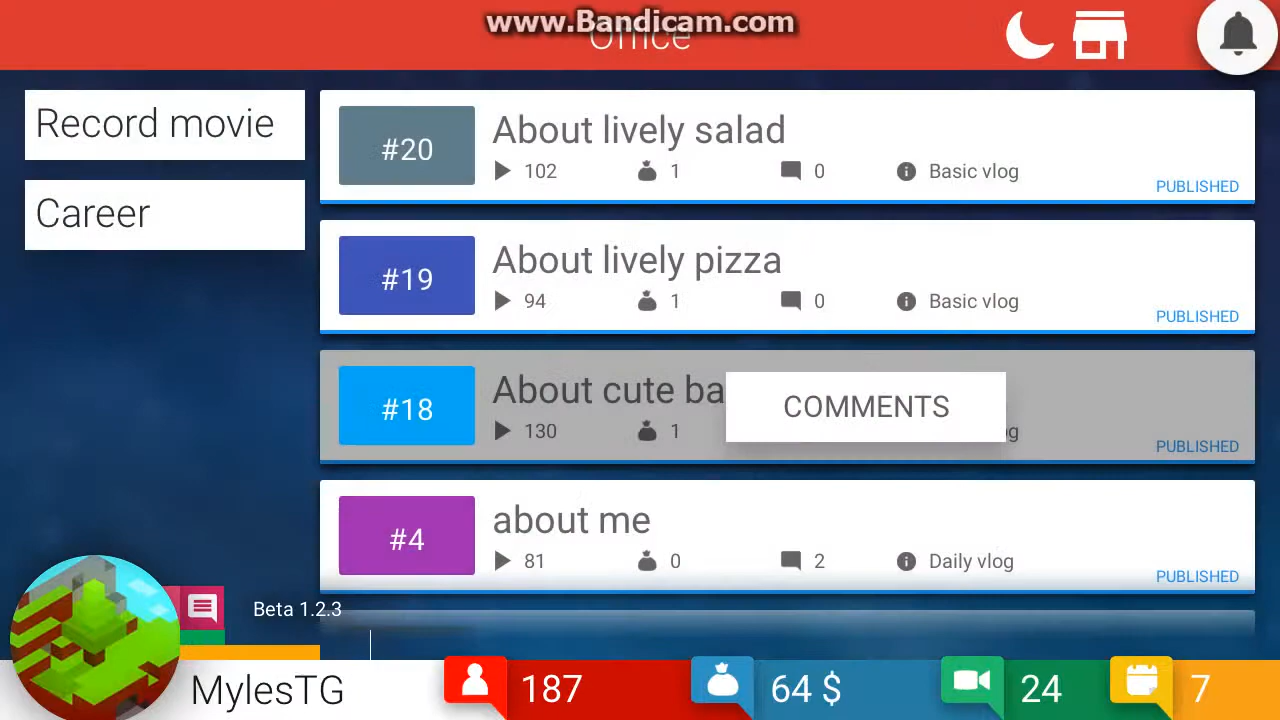 www.Bandicam.com
Office
Record movie
Career
#20
About lively salad
102
1
0
Basic vlog
PUBLISHED
#19
About lively pizza
94
1
0
Basic vlog
PUBLISHED
#18
About cute ba
COMMENTS
130
1
og
PUBLISHED
#4
about me
81
0
2
Daily vlog
PUBLISHED
Beta 1.2.3
MylesTG
187
64 $
24
7